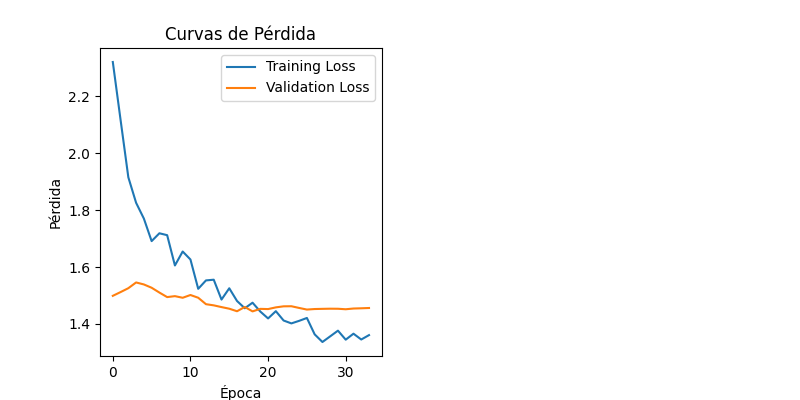 Curvas de Pérdida
Training Loss
Validation Loss
2.2
2.0
1.8
1.6
1.4
Pérdida
0
10
20
30
Época